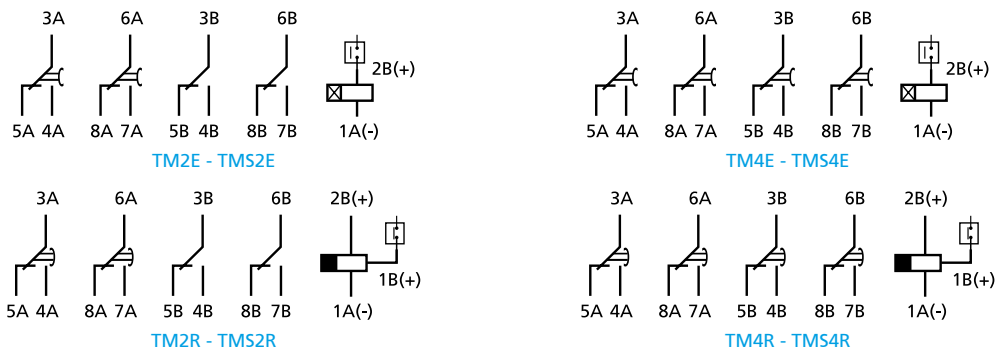 3A 6A 3B 6B
2B(+)
5A 4A 8A 7A 5B 4B 8B 7B 1A(-)
TM2E - TMS2E
3A 6A 3B 6B
2B(+)
5A 4A 8A 7A 5B 4B 8B 7B 1A(-)
TM4E - TMS4E
3A 6A 3B 6B 2B(+)
1B(+)
5A 4A 8A 7A 5B 4B 8B 7B 1A(-)
TM2R - TMS2R
3A 6A 3B 6B 2B(+)
1B(+)
5A 4A 8A 7A 5B 4B 8B 7B 1A(-)
TM4R - TMS4R